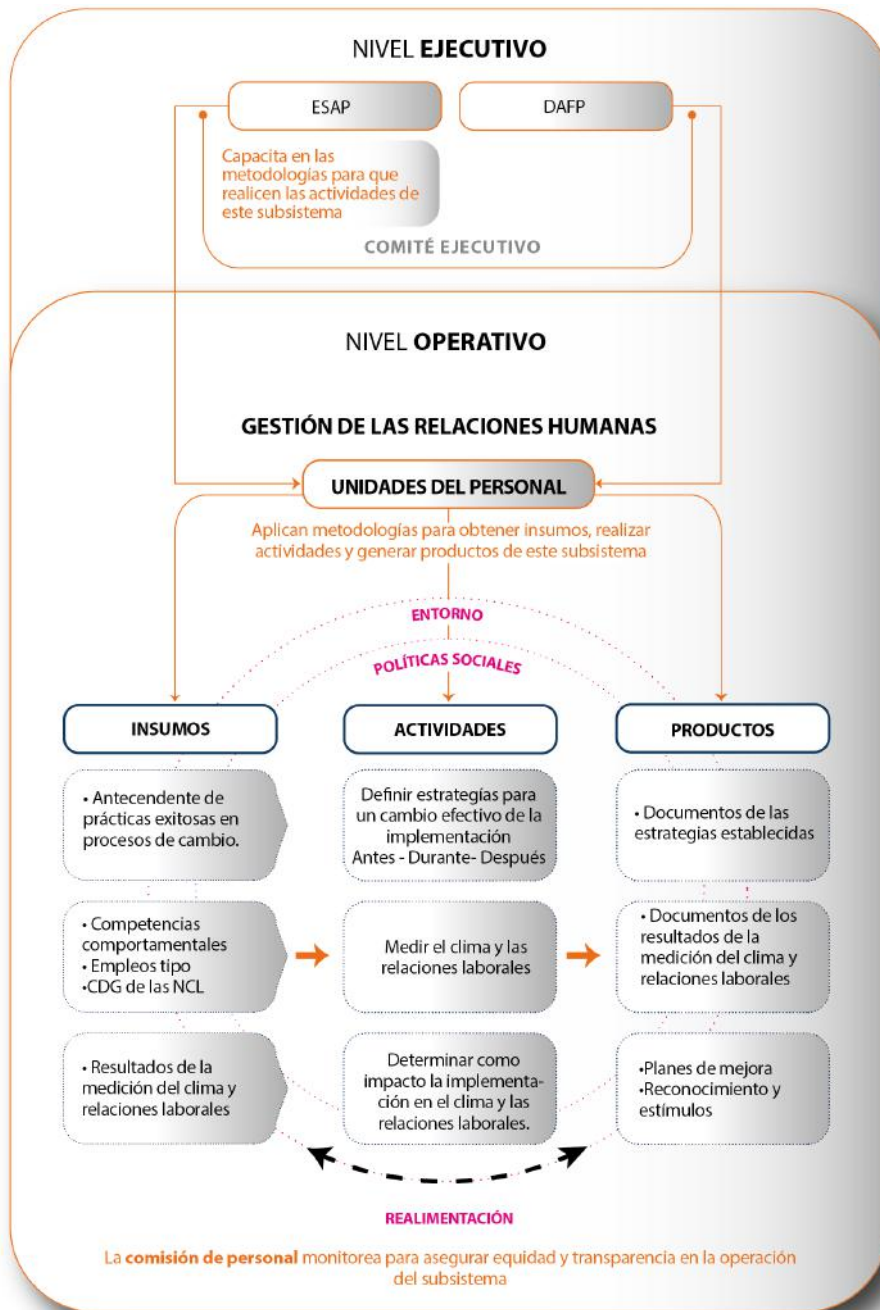 NIVEL EJECUTIVO
ESAP
DAFP
Capacita en las
metodologías para que
realicen las actividades de
este subsistema
COMITÉ EJECUTIVO
NIVEL OPERATIVO
GESTIÓN DE LAS RELACIONES HUMANAS
UNIDADES DEL PERSONAL
Aplican metodologías para obtener insumos, realizar
actividades y generar productos de este subsistema
ENTORNO
POLÍTICAS SOCIALES
INSUMOS
• Antecendente de
prácticas exitosas en
procesos de cambio.
• Competencias
comportamentales
• Empleos tipo
•CDG de las NCL
• Resultados de la
medición del clima y
relaciones laborales
ACTIVIDADES
Definir estrategías para
un cambio efectivo de la
implementación
Antes - Durante- Después
Medir el clima y las
relaciones laborales
Determinar como
impacto la implementa-
ción en el clima y las
relaciones laborales.
PRODUCTOS
• Documentos de las
estrategias establecidas
• Documentos de los
resultados de la
medición del clima y
relaciones laborales
•Planes de mejora
•Reconocimiento y
estímulos
REALIMENTACIÓN
La comisión de personal monitorea para asegurar equidad y transparencia en la operación
del subsistema